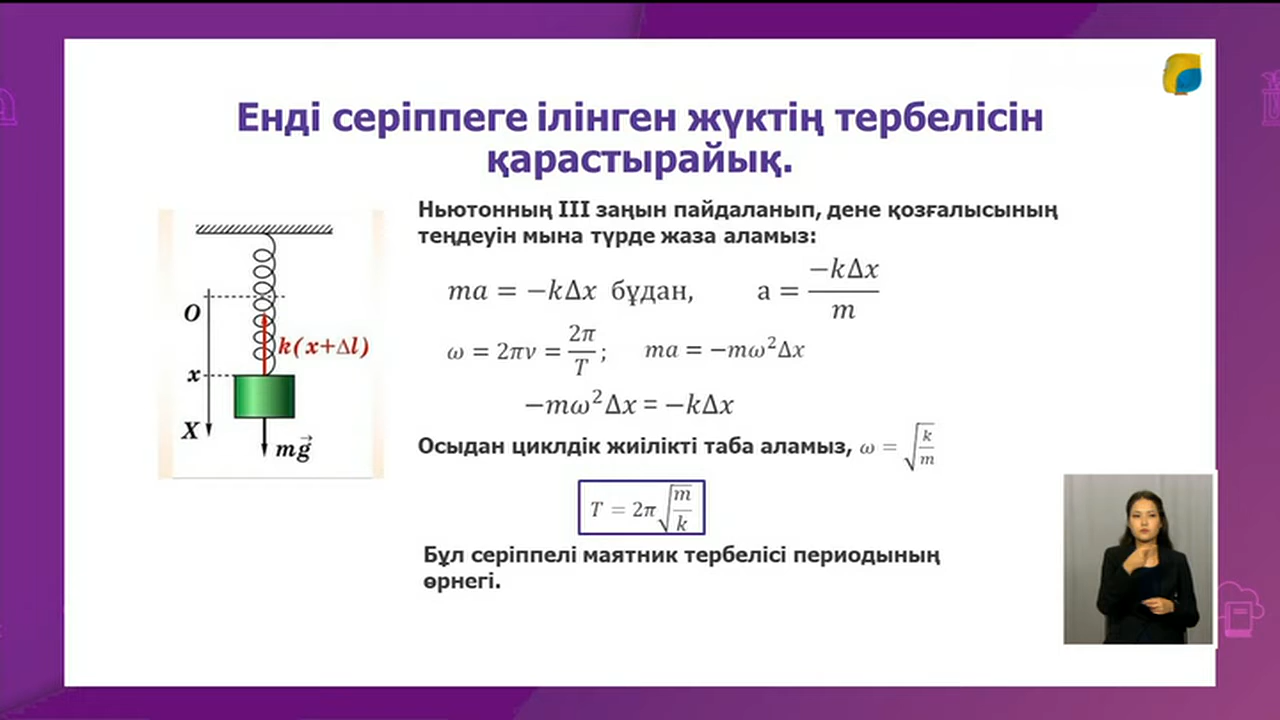 Енді серіппеге ілінген жүктің тербелісін
қарастырайық.
Ньютонның III заңын пайдаланып, дене қозғалысының
теңдеуін мына түрде жаза аламыз:
ma = −kΔx бұдан, a = −kΔx / m
ω = 2πν = 2π / T ; ma = −mω²Δx
−mω²Δx = −kΔx
Осыдан циклдік жиілікті таба аламыз, ω = √(k/m)
T = 2π√(m/k)
Бұл серіппелі маятник тербелісі периодының
өрнегі.
O
k(x+Δl)
x
X
mg⃗